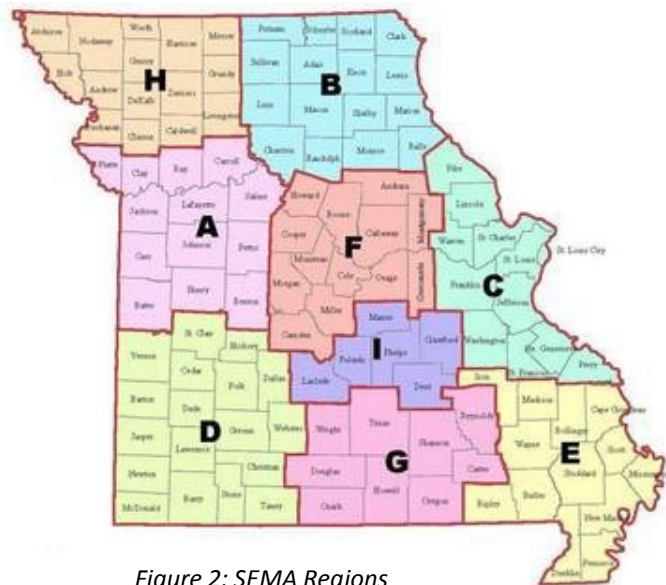 Worth
Nodaway
Harrison
Mercer
Gentry
Holt
Grundy
Andrew
DeKalb
Daviess
Livingston
Buchanan
Clinton
Caldwell
H
Putnam
Schuyler
Scotland
Clark
Sullivan
Adair
Knox
Lewis
B
Linn
Macon
Shelby
Marion
Chariton
Randolph
Monroe
Ralls
Platte
Clay
Ray
Carroll
Jackson
Lafayette
Saline
A
Johnson
Pettis
Cass
Bates
Henry
Benton
Howard
Boone
Audrain
Cooper
Callaway
Montgomery
F
Moniteau
Cole
Osage
Gasconade
Morgan
Miller
Camden
Pike
Lincoln
Warren
St. Charles
St. Louis
St. Louis City
Franklin
C
Jefferson
Washington
Ste. Genevieve
St. Francois
Perry
Maries
I
Pulaski
Phelps
Crawford
Laclede
Dent
St. Clair
Hickory
Vernon
Cedar
Polk
Dallas
Barton
Dade
Jasper
D
Greene
Webster
Lawrence
Newton
Christian
McDonald
Barry
Stone
Taney
Wright
Texas
Shannon
Reynolds
Douglas
G
Carter
Ozark
Howell
Oregon
Iron
Madison
Cape Girardeau
Wayne
Bollinger
E
Scott
Stoddard
Ripley
Butler
New Madrid
Dunklin
Pemiscot
Figure 2: SEMA Regions